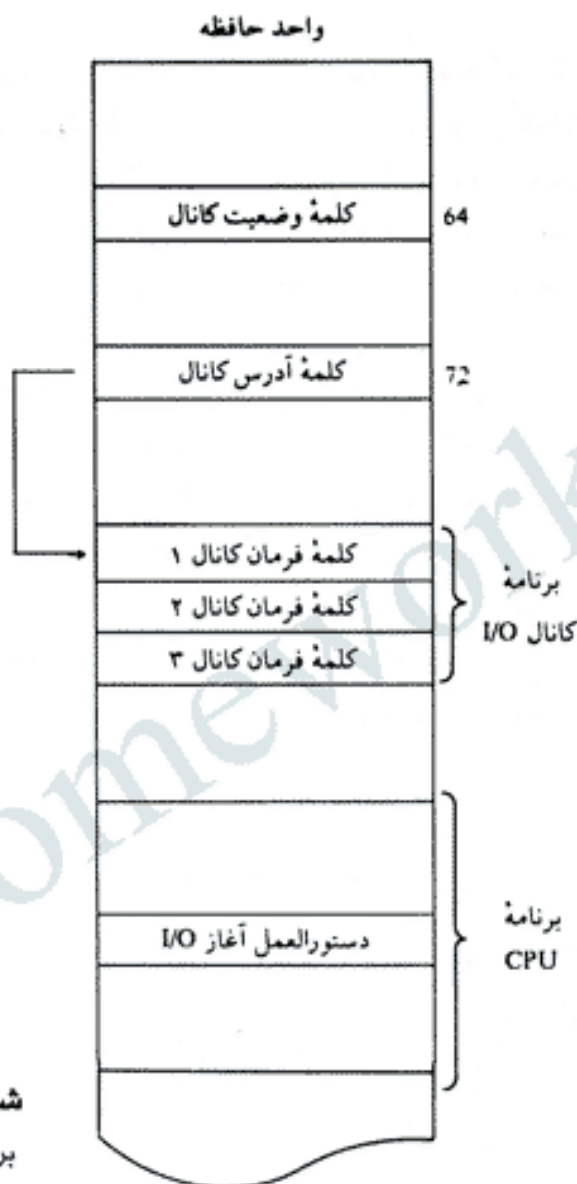 واحد حافظه
کلمهٔ وضعیت کانال
64
کلمهٔ آدرس کانال
72
کلمهٔ فرمان کانال ۱
کلمهٔ فرمان کانال ۲
کلمهٔ فرمان کانال ۳
برنامهٔ
کانال I/O
دستورالعمل آغاز I/O
برنامهٔ
CPU
omework